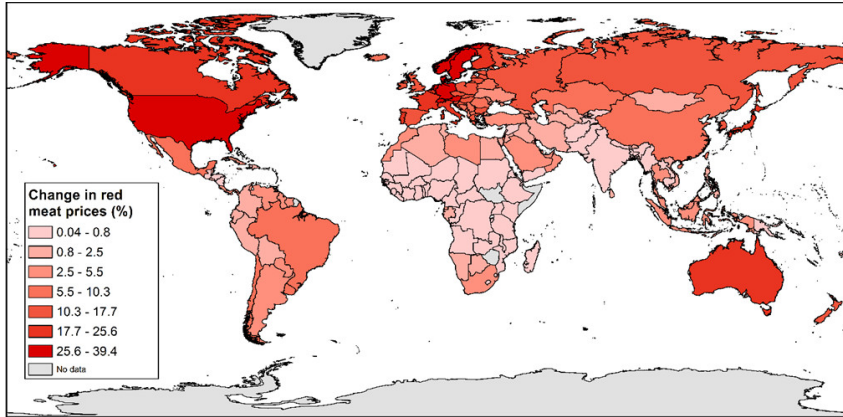 Change in red
meat prices (%)
0.04 - 0.8
0.8 - 2.5
2.5 - 5.5
5.5 - 10.3
10.3 - 17.7
17.7 - 25.6
25.6 - 39.4
No data